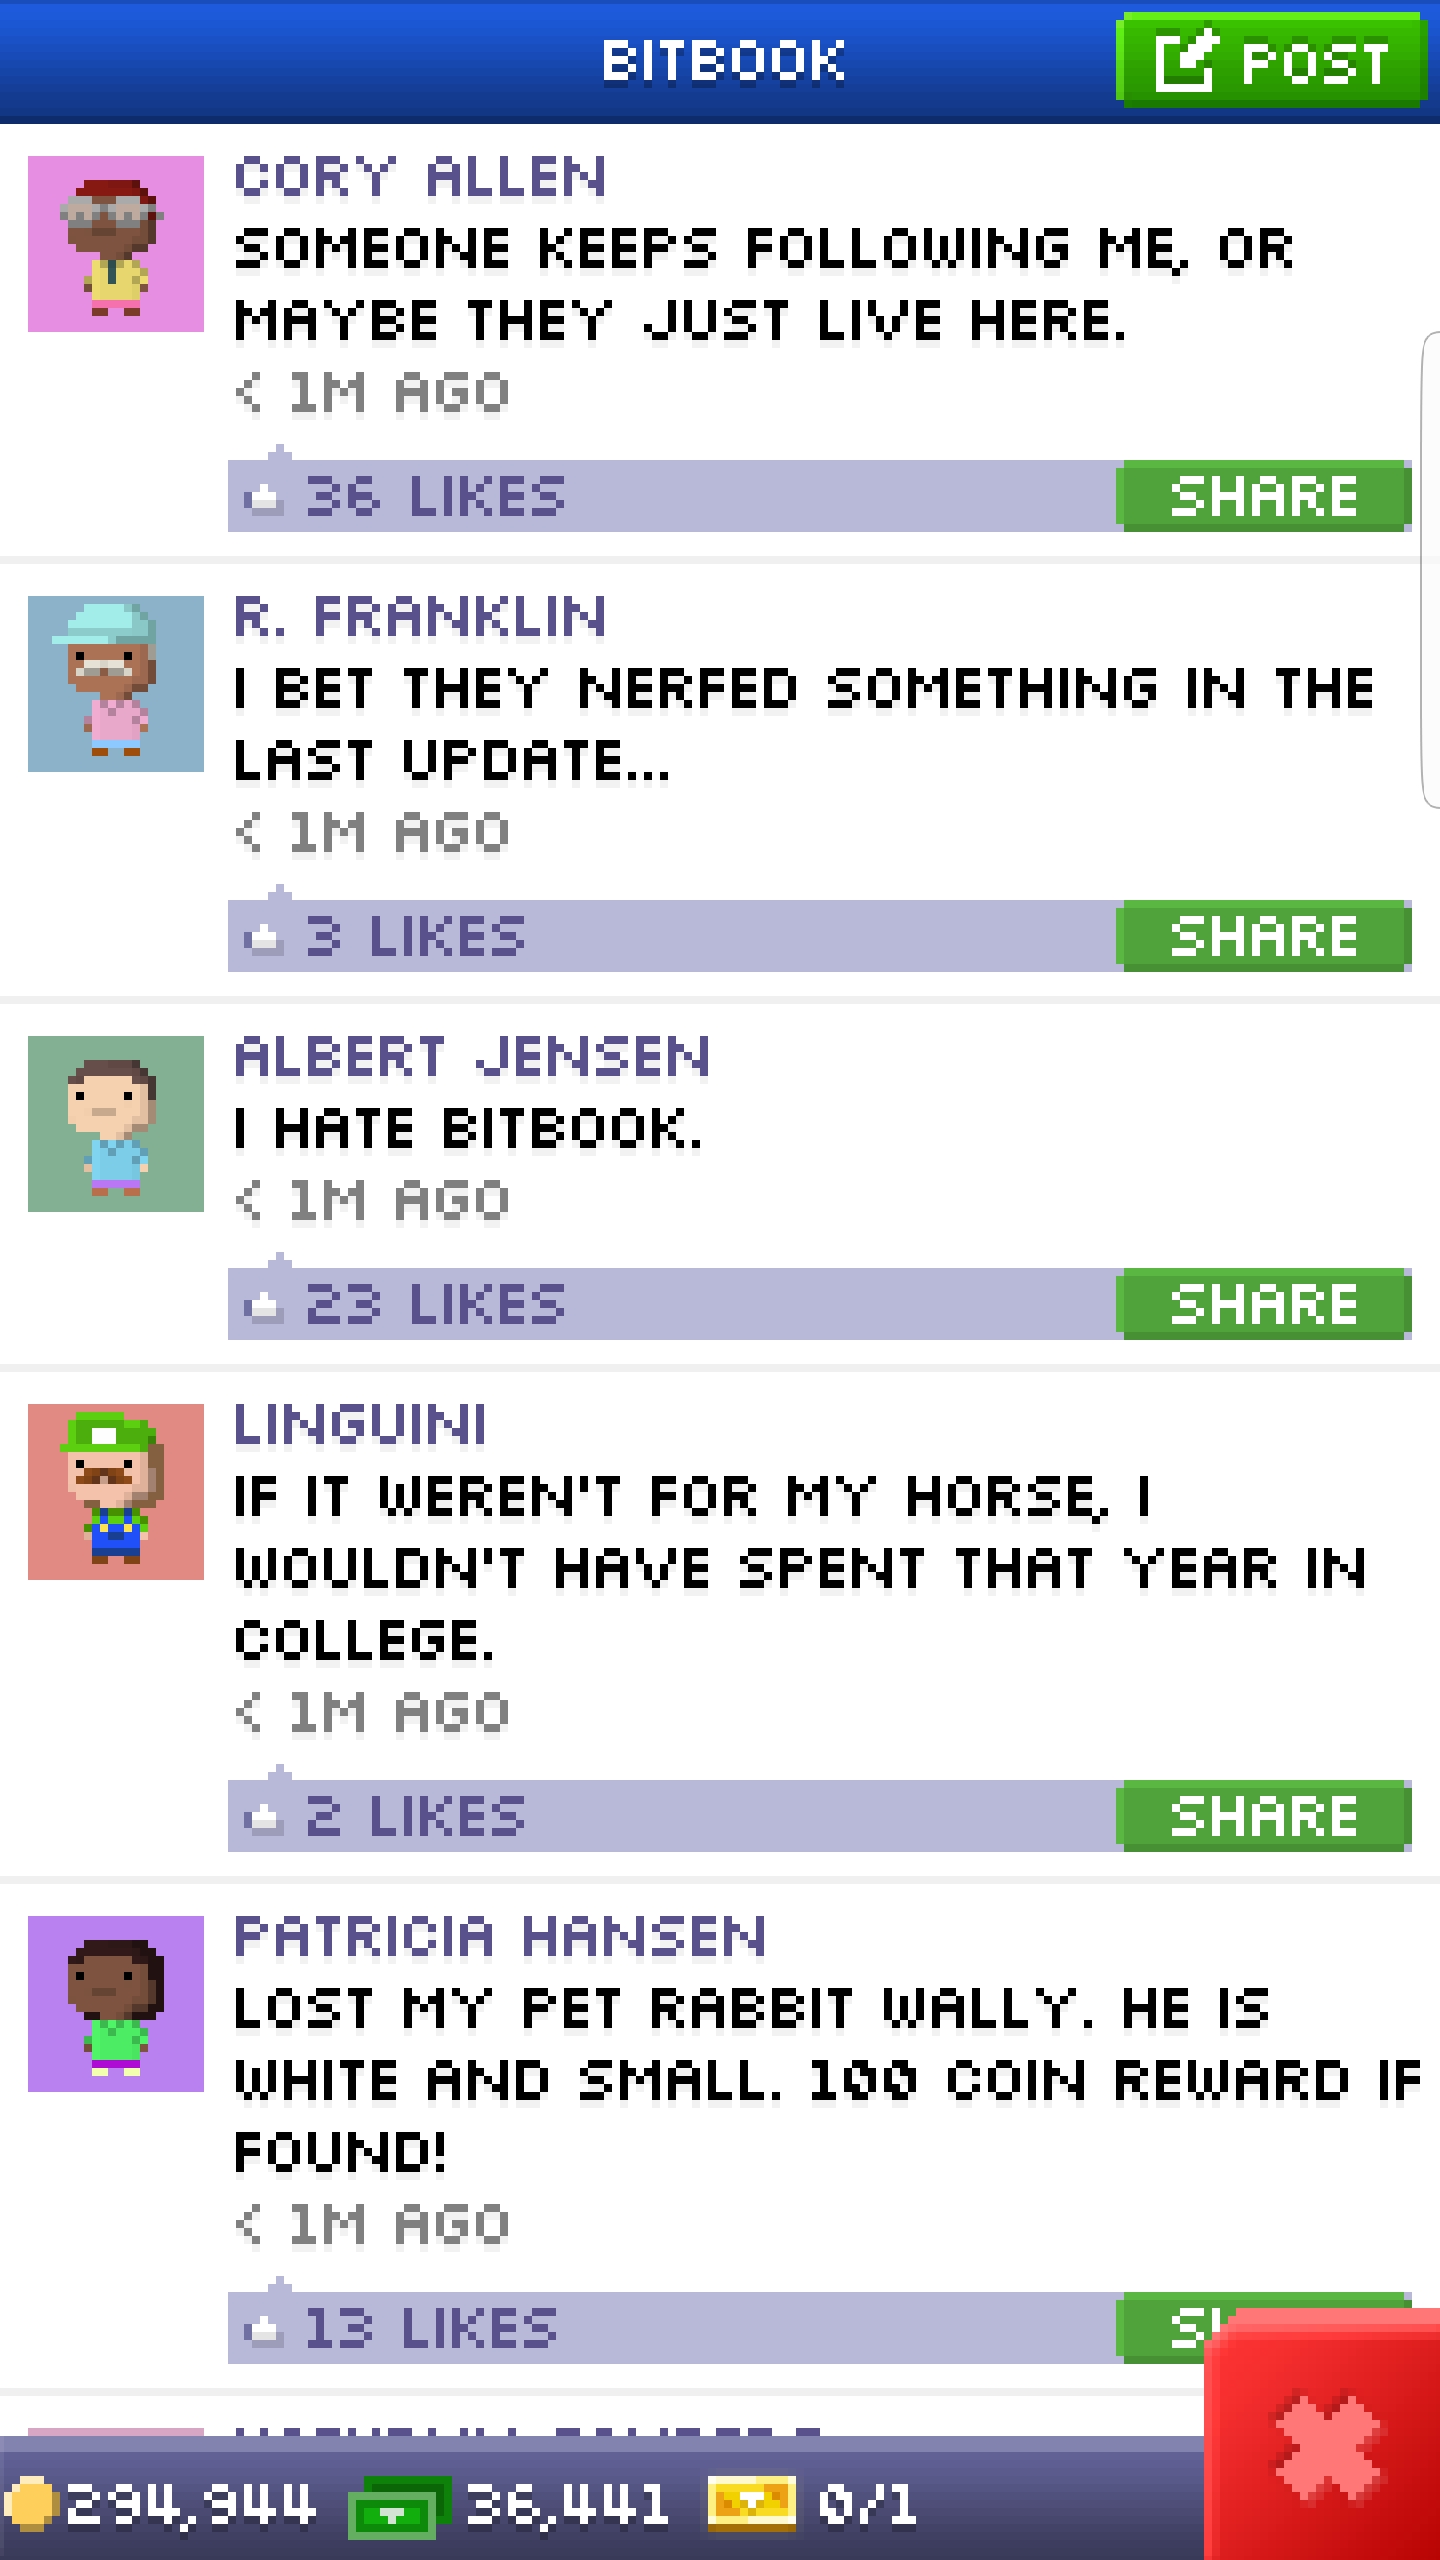 BITBOOK
POST
CORY ALLEN
SOMEONE KEEPS FOLLOWING ME, OR
MAYBE THEY JUST LIVE HERE.
< 1M AGO
36 LIKES
SHARE
R. FRANKLIN
I BET THEY NERFED SOMETHING IN THE
LAST UPDATE...
< 1M AGO
3 LIKES
SHARE
ALBERT JENSEN
I HATE BITBOOK.
< 1M AGO
23 LIKES
SHARE
LINGUINI
IF IT WEREN'T FOR MY HORSE, I
WOULDN'T HAVE SPENT THAT YEAR IN
COLLEGE.
< 1M AGO
2 LIKES
SHARE
PATRICIA HANSEN
LOST MY PET RABBIT WALLY. HE IS
WHITE AND SMALL. 100 COIN REWARD IF
FOUND!
< 1M AGO
13 LIKES
294,944
36,441
0/1